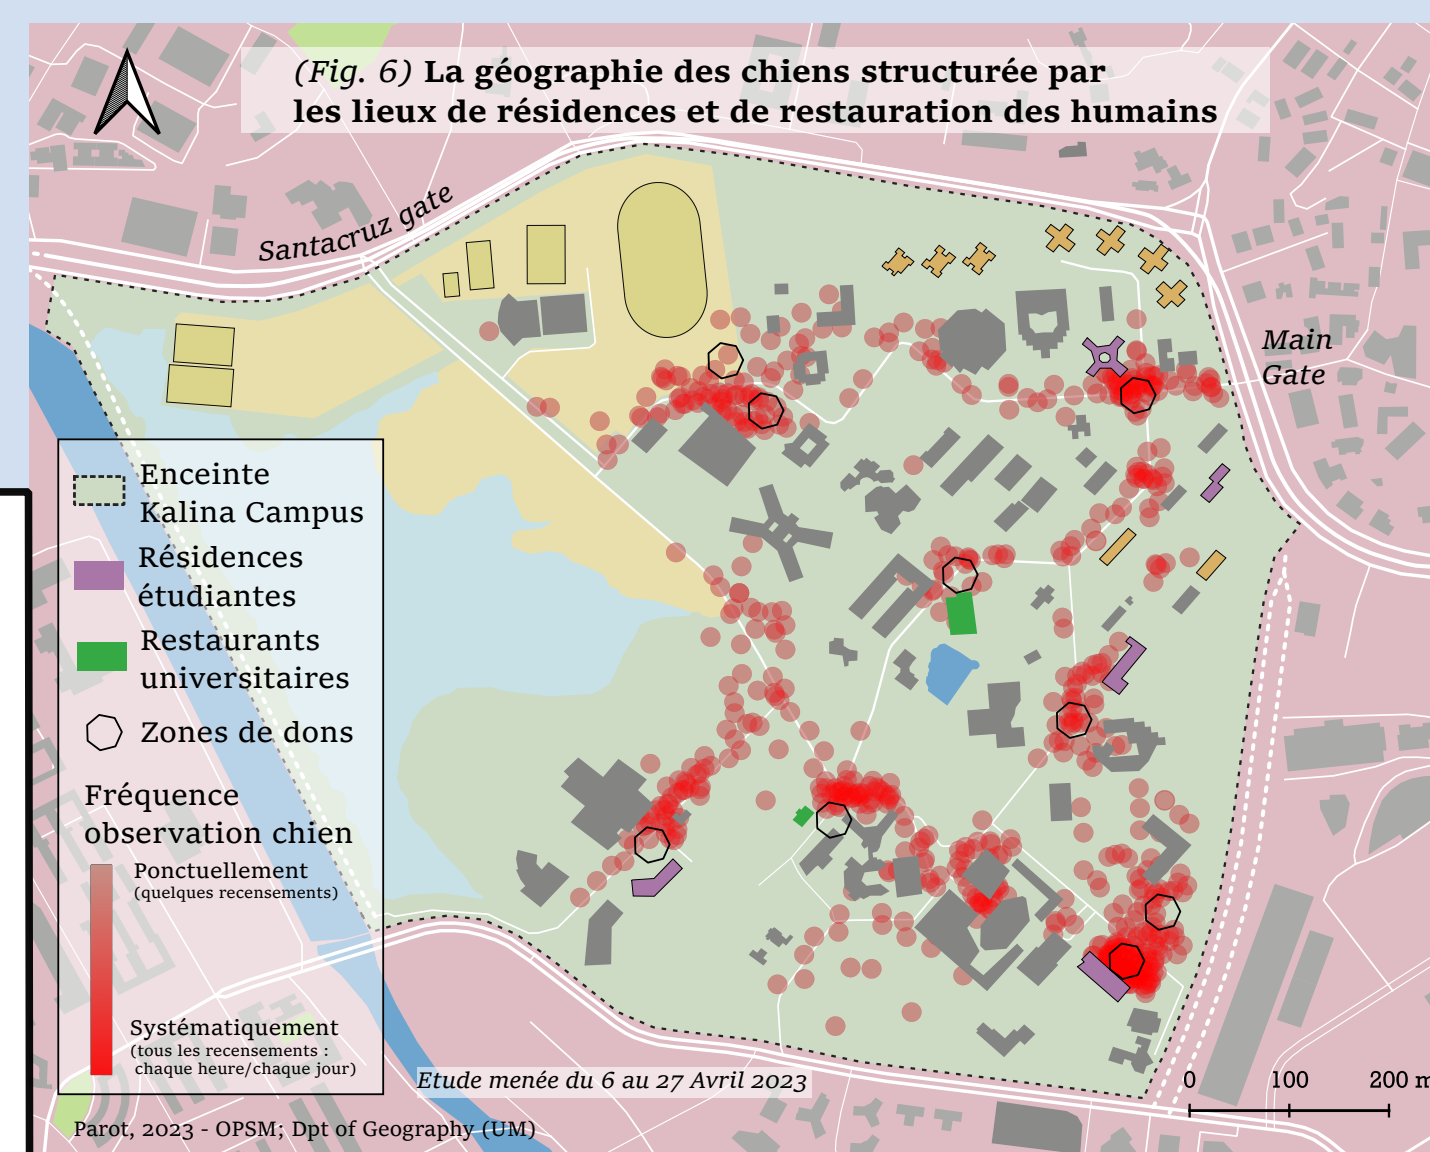 (Fig. 6) La géographie des chiens structurée par
les lieux de résidences et de restauration des humains
Santacruz gate
Main
Gate
Enceinte
Kalina Campus
Résidences
étudiantes
Restaurants
universitaires
Zones de dons
Fréquence
observation chien
Ponctuellement
(quelques recensements)
Systématiquement
(tous les recensements :
chaque heure/chaque jour)
Etude menée du 6 au 27 Avril 2023
0 100 200 m
Parot, 2023 - OPSM; Dpt of Geography (UM)